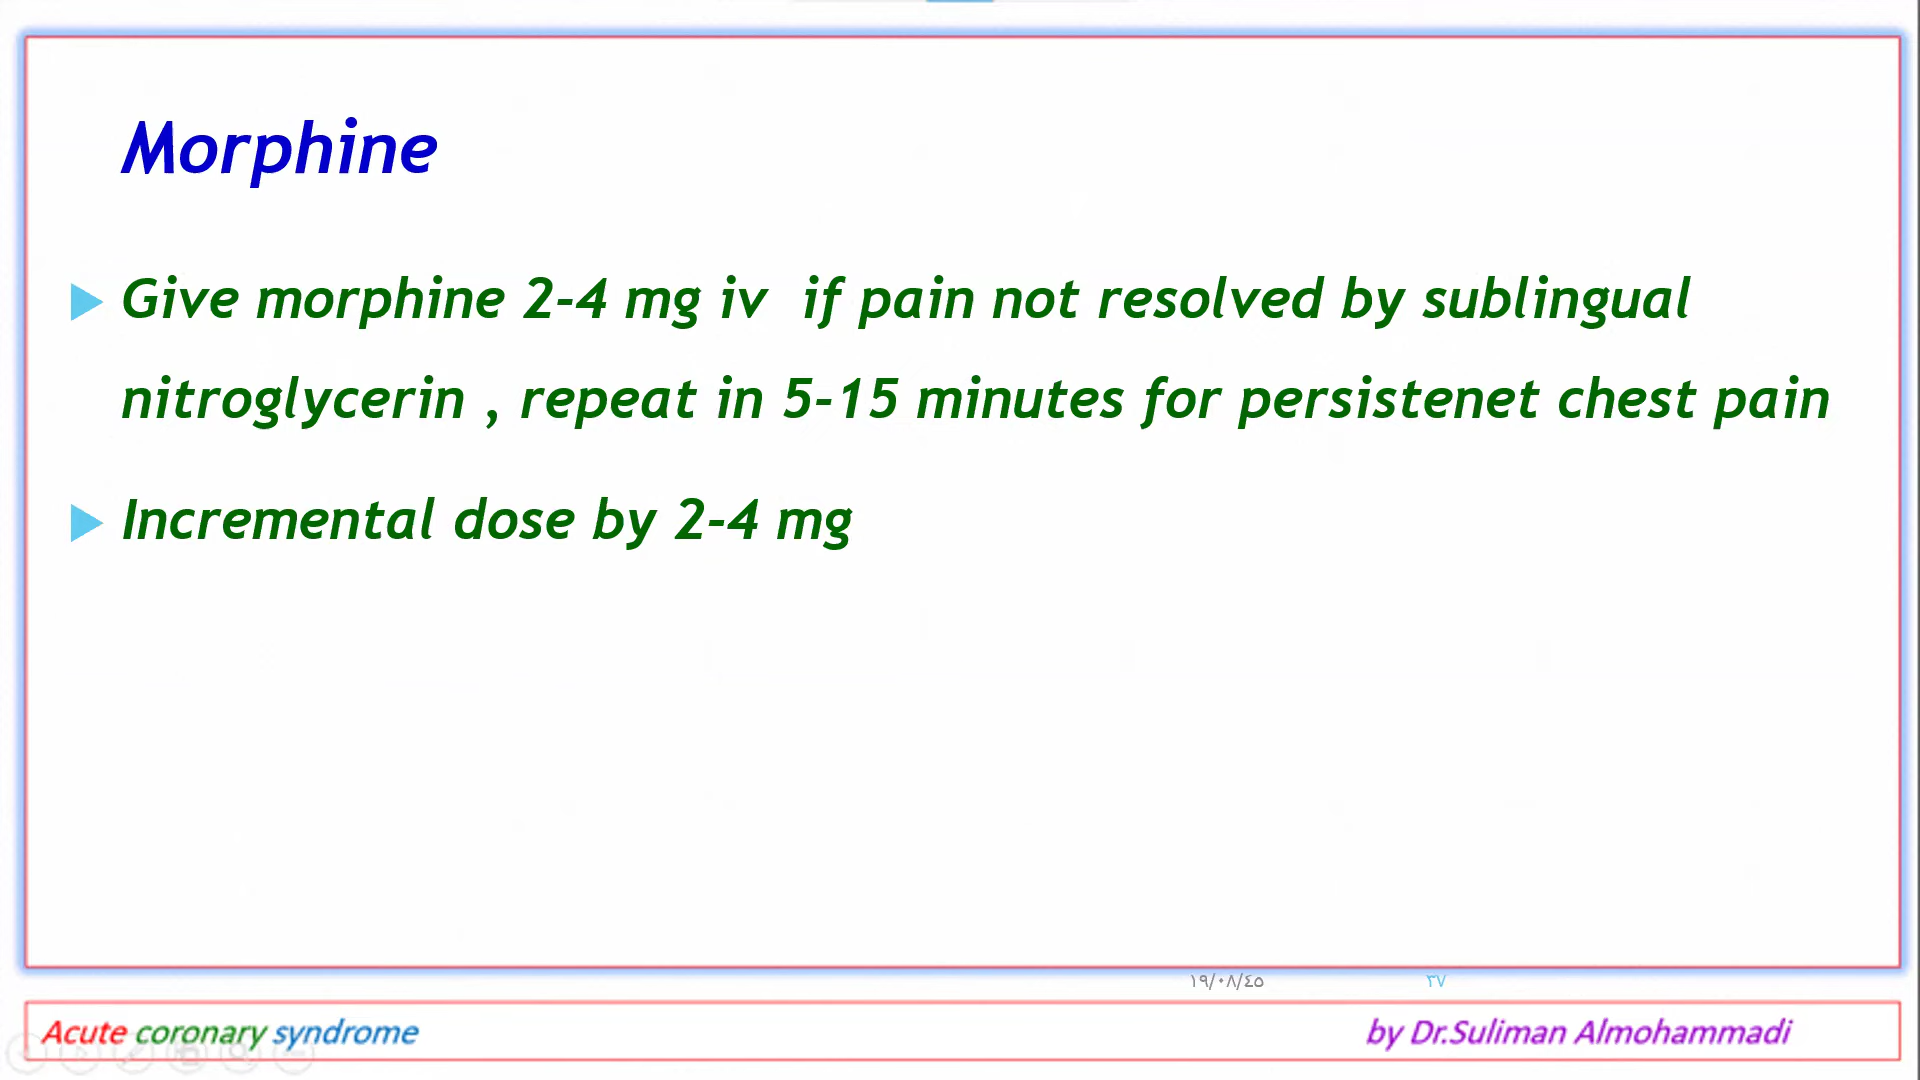 Morphine
Give morphine 2-4 mg iv  if pain not resolved by sublingual
nitroglycerin , repeat in 5-15 minutes for persistenet chest pain
Incremental dose by 2-4 mg
١٩/٠٨/٤٥
٣٧
Acute coronary syndrome
by Dr.Suliman Almohammadi